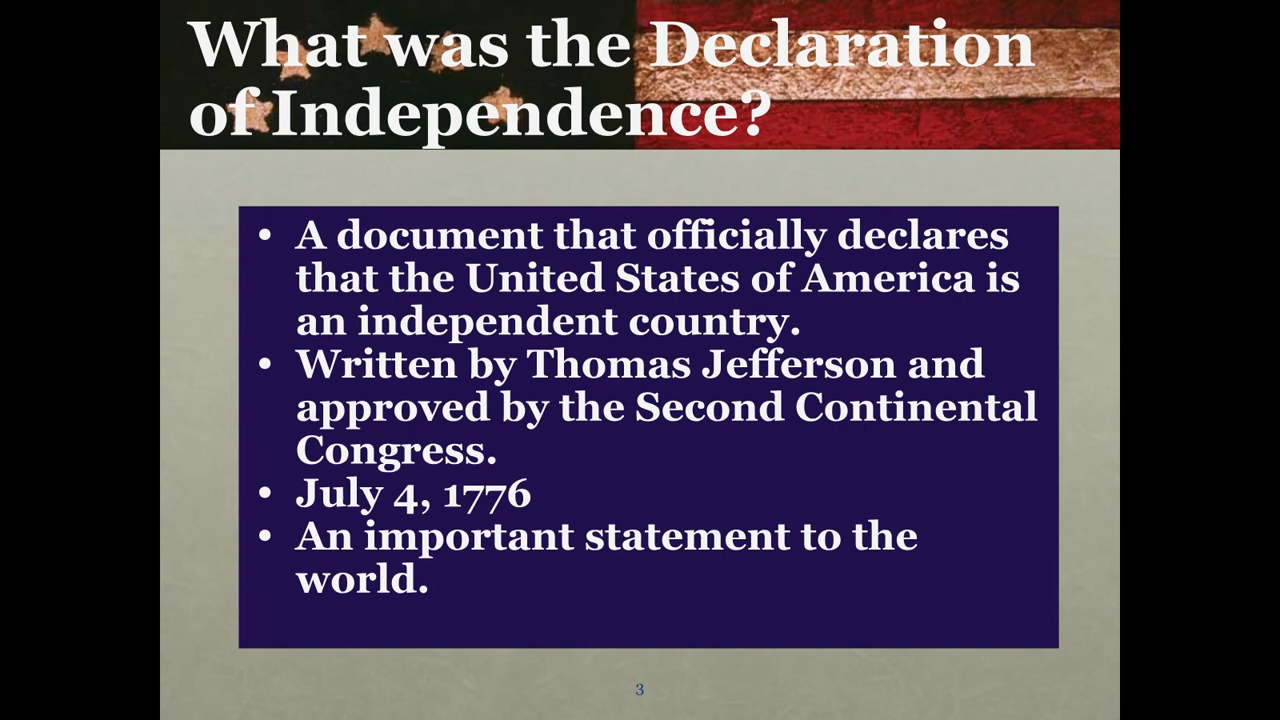 What was the Declaration
of Independence?
• A document that officially declares
that the United States of America is
an independent country.
• Written by Thomas Jefferson and
approved by the Second Continental
Congress.
• July 4, 1776
• An important statement to the
world.
3